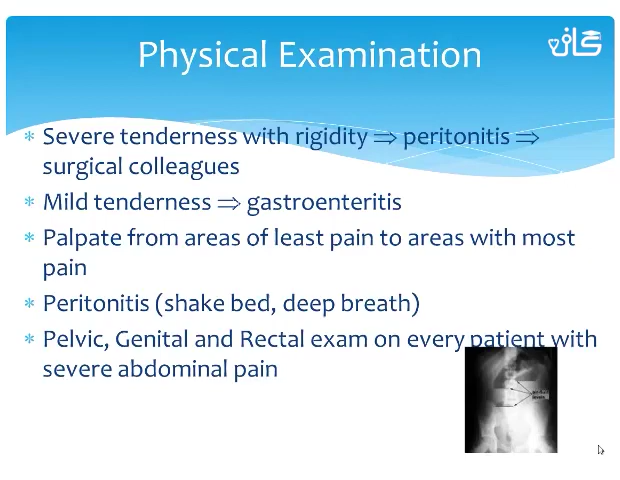 Physical Examination
كان
* Severe tenderness with rigidity ⇒ peritonitis ⇒
surgical colleagues
* Mild tenderness ⇒ gastroenteritis
* Palpate from areas of least pain to areas with most
pain
* Peritonitis (shake bed, deep breath)
* Pelvic, Genital and Rectal exam on every patient with
severe abdominal pain